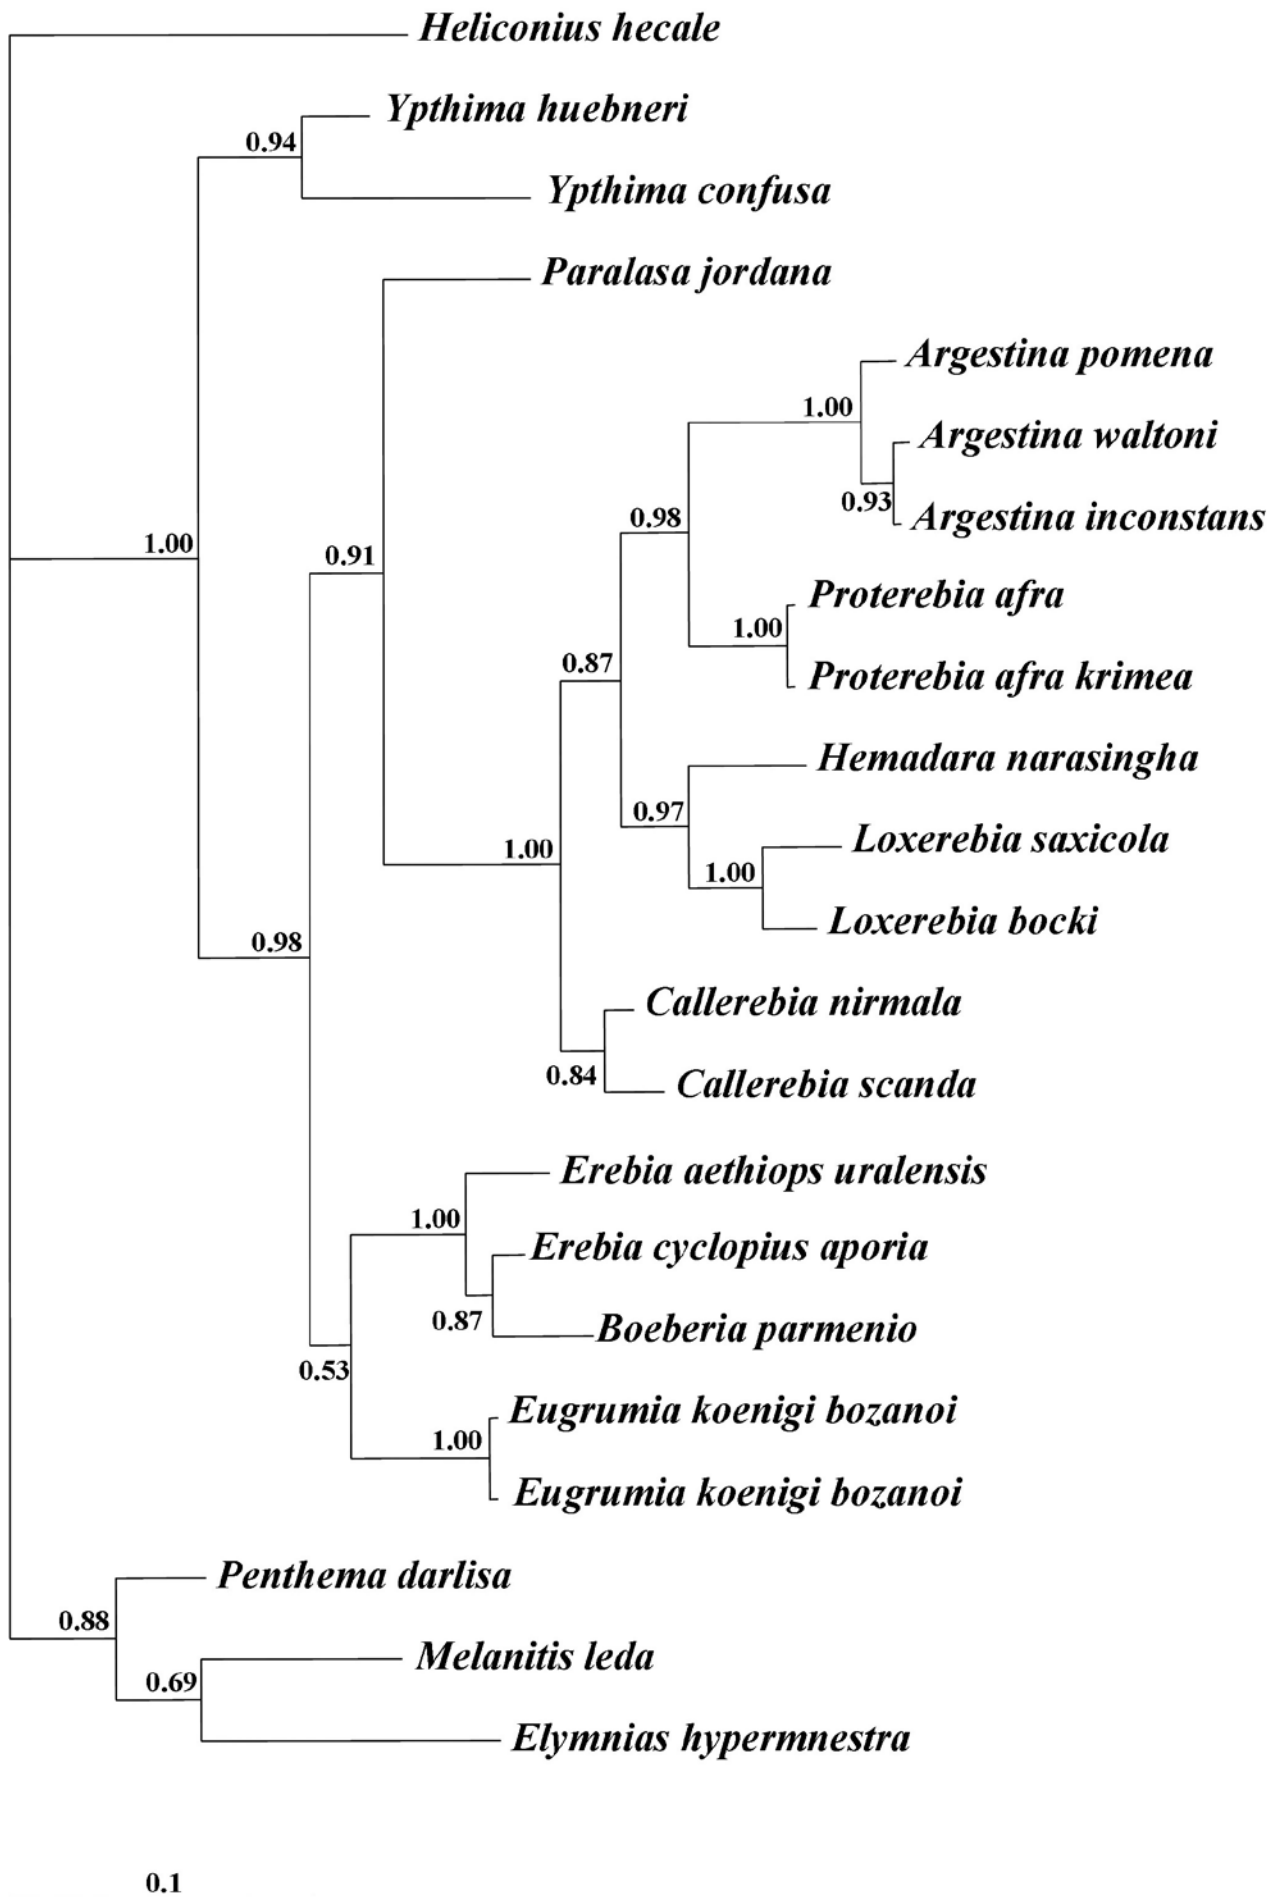 Heliconius hecale
Ypthima huebneri
0.94
Ypthima confusa
Paralasa jordana
Argestina pomena
1.00
Argestina waltoni
0.93
Argestina inconstans
0.98
1.00
0.91
Proterebia afra
1.00
0.87
Proterebia afra krimea
Hemadara narasingha
0.97
Loxerebia saxicola
1.00
1.00
Loxerebia bocki
0.98
Callerebia nirmala
0.84
Callerebia scanda
Erebia aethiops uralensis
1.00
Erebia cyclopius aporia
0.87
Boeberia parmenio
0.53
Eugrumia koenigi bozanoi
1.00
Eugrumia koenigi bozanoi
Penthema darlisa
0.88
Melanitis leda
0.69
Elymnias hypermnestra
0.1